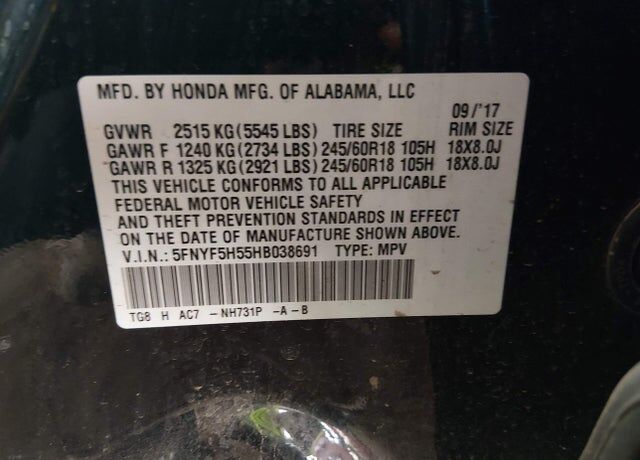 MFD. BY HONDA MFG. OF ALABAMA, LLC
09/'17
GVWR 2515 KG (5545 LBS) TIRE SIZE RIM SIZE
GAWR F 1240 KG (2734 LBS) 245/60R18 105H 18X8.0J
GAWR R 1325 KG (2921 LBS) 245/60R18 105H 18X8.0J
THIS VEHICLE CONFORMS TO ALL APPLICABLE
FEDERAL MOTOR VEHICLE SAFETY
AND THEFT PREVENTION STANDARDS IN EFFECT
ON THE DATE OF MANUFACTURE SHOWN ABOVE.
V.I.N.: 5FNYF5H55HB038691 TYPE: MPV
TG8 H AC7 -NH731P -A-B